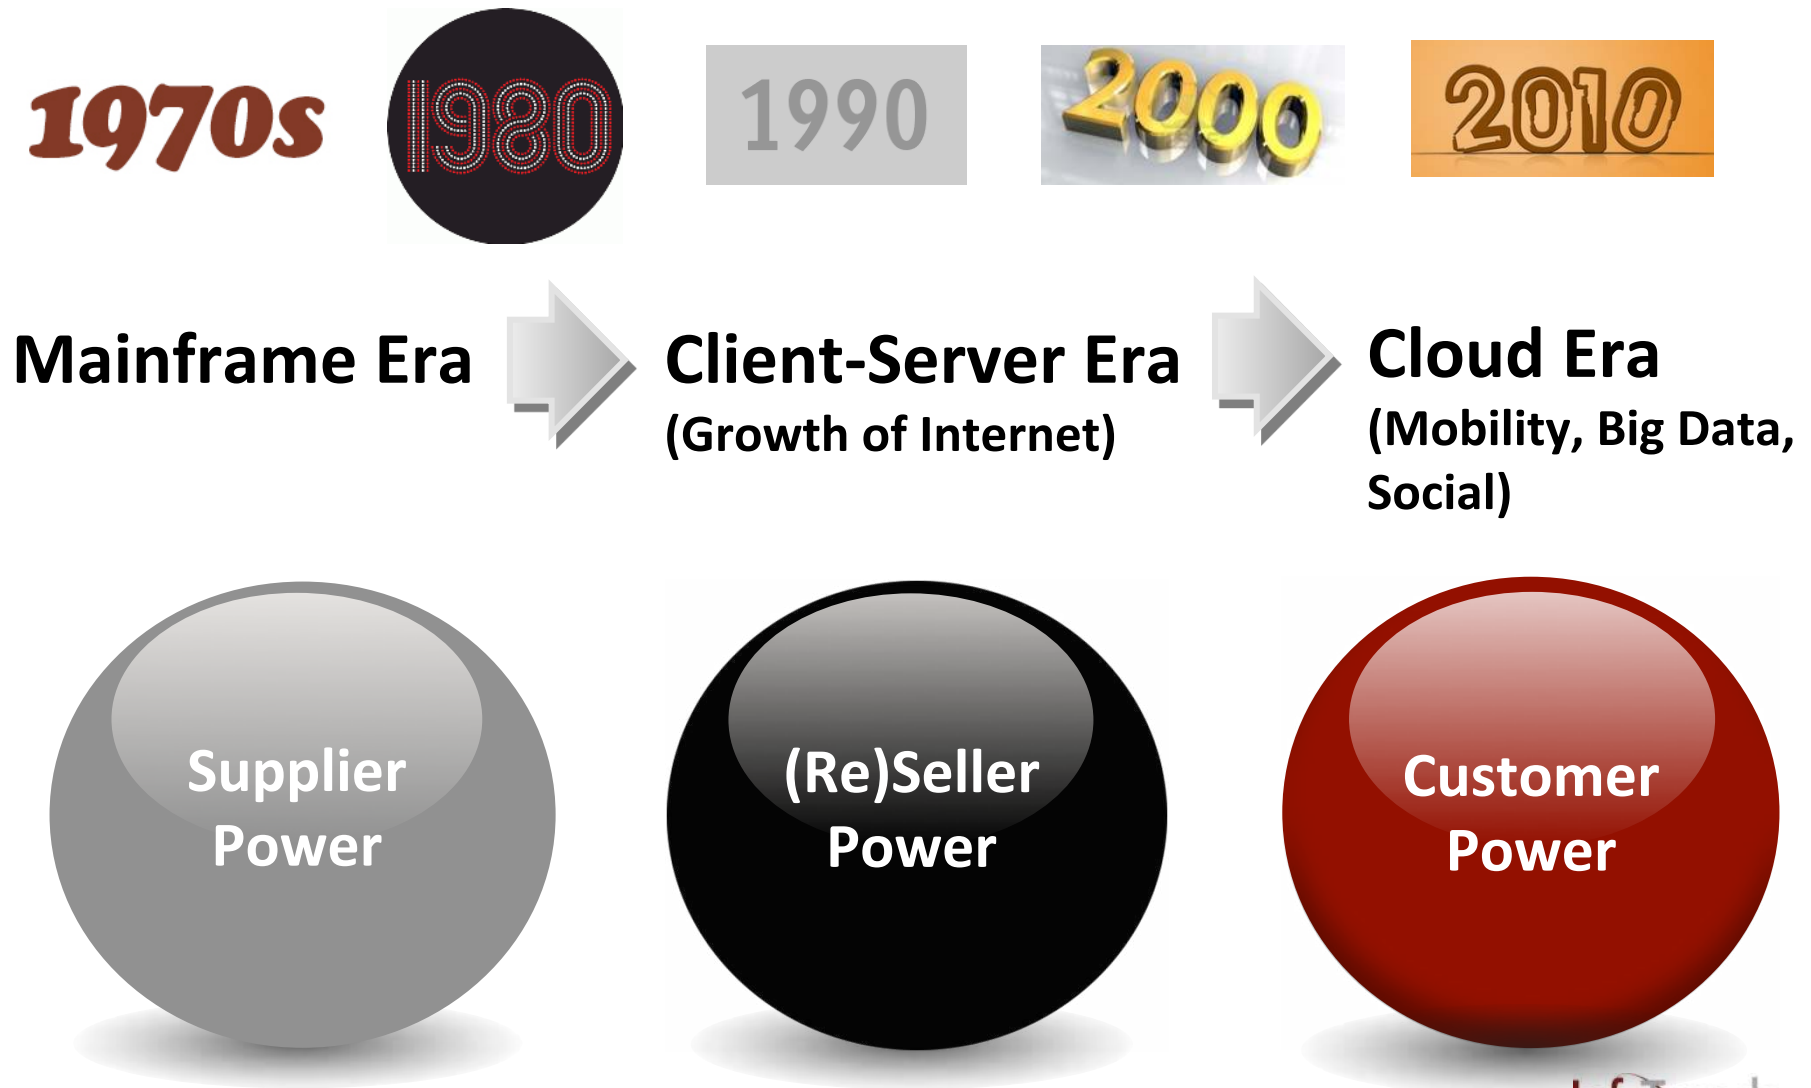 1970s
1980
1990
2000
2010
Mainframe Era
Client-Server Era
(Growth of Internet)
Cloud Era
(Mobility, Big Data,
Social)
Supplier
Power
(Re)Seller
Power
Customer
Power